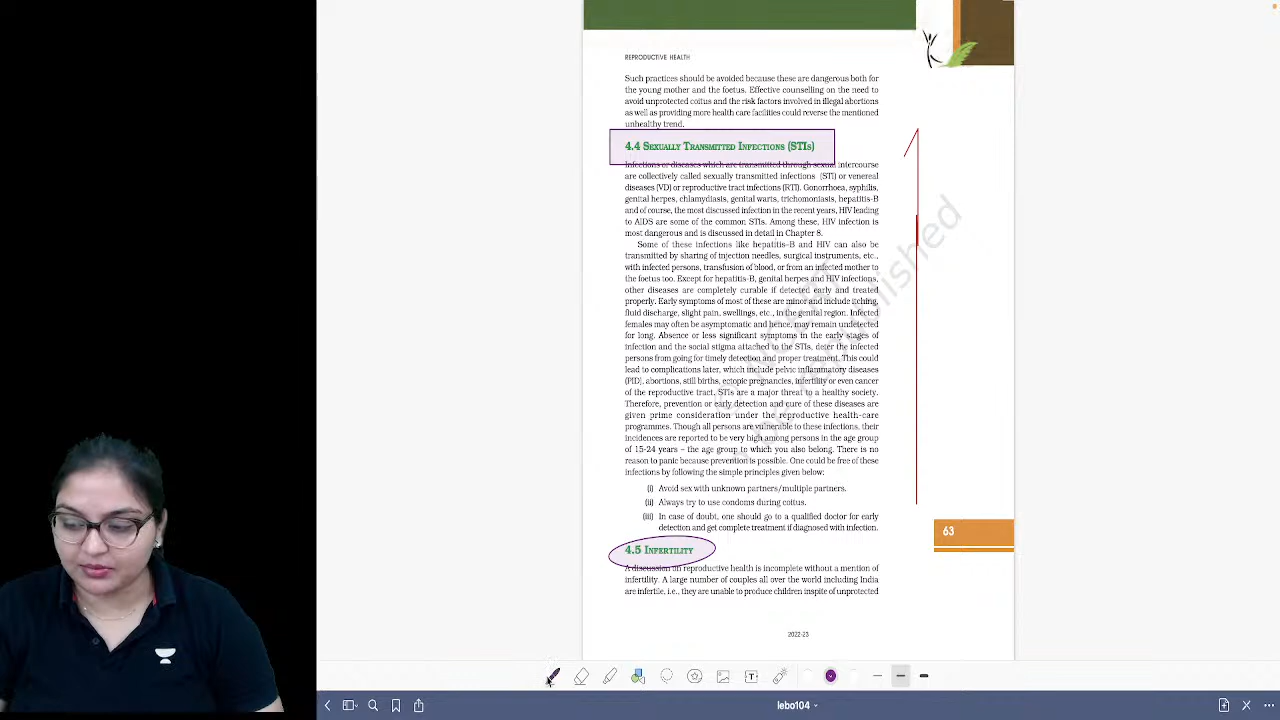 REPRODUCTIVE HEALTH
Such practices should be avoided because these are dangerous both for
the young mother and the foetus. Effective counselling on the need to
avoid unprotected coitus and the risk factors involved in illegal abortions
as well as providing more health care facilities could reverse the mentioned
unhealthy trend.
4.4 Sexually Transmitted Infections (STIs)
Infections or diseases which are transmitted through sexual intercourse
are collectively called sexually transmitted infections (STI) or venereal
diseases (VD) or reproductive tract infections (RTI). Gonorrhoea, syphilis,
genital herpes, chlamydiasis, genital warts, trichomoniasis, hepatitis-B
and of course, the most discussed infection in the recent years, HIV leading
to AIDS are some of the common STIs. Among these, HIV infection is
most dangerous and is discussed in detail in Chapter 8.
Some of these infections like hepatitis–B and HIV can also be
transmitted by sharing of injection needles, surgical instruments, etc.,
with infected persons, transfusion of blood, or from an infected mother to
the foetus too. Except for hepatitis-B, genital herpes and HIV infections,
other diseases are completely curable if detected early and treated
properly. Early symptoms of most of these are minor and include itching,
fluid discharge, slight pain, swellings, etc., in the genital region. Infected
females may often be asymptomatic and hence, may remain undetected
for long. Absence or less significant symptoms in the early stages of
infection and the social stigma attached to the STIs, deter the infected
persons from going for timely detection and proper treatment. This could
lead to complications later, which include pelvic inflammatory diseases
(PID), abortions, still births, ectopic pregnancies, infertility or even cancer
of the reproductive tract. STIs are a major threat to a healthy society.
Therefore, prevention or early detection and cure of these diseases are
given prime consideration under the reproductive health-care
programmes. Though all persons are vulnerable to these infections, their
incidences are reported to be very high among persons in the age group
of 15-24 years – the age group to which you also belong. There is no
reason to panic because prevention is possible. One could be free of these
infections by following the simple principles given below:
(i) Avoid sex with unknown partners/multiple partners.
(ii) Always try to use condoms during coitus.
(iii) In case of doubt, one should go to a qualified doctor for early
detection and get complete treatment if diagnosed with infection.
63
4.5 Infertility
A discussion on reproductive health is incomplete without a mention of
infertility. A large number of couples all over the world including India
are infertile, i.e., they are unable to produce children inspite of unprotected
2022-23
lebo104